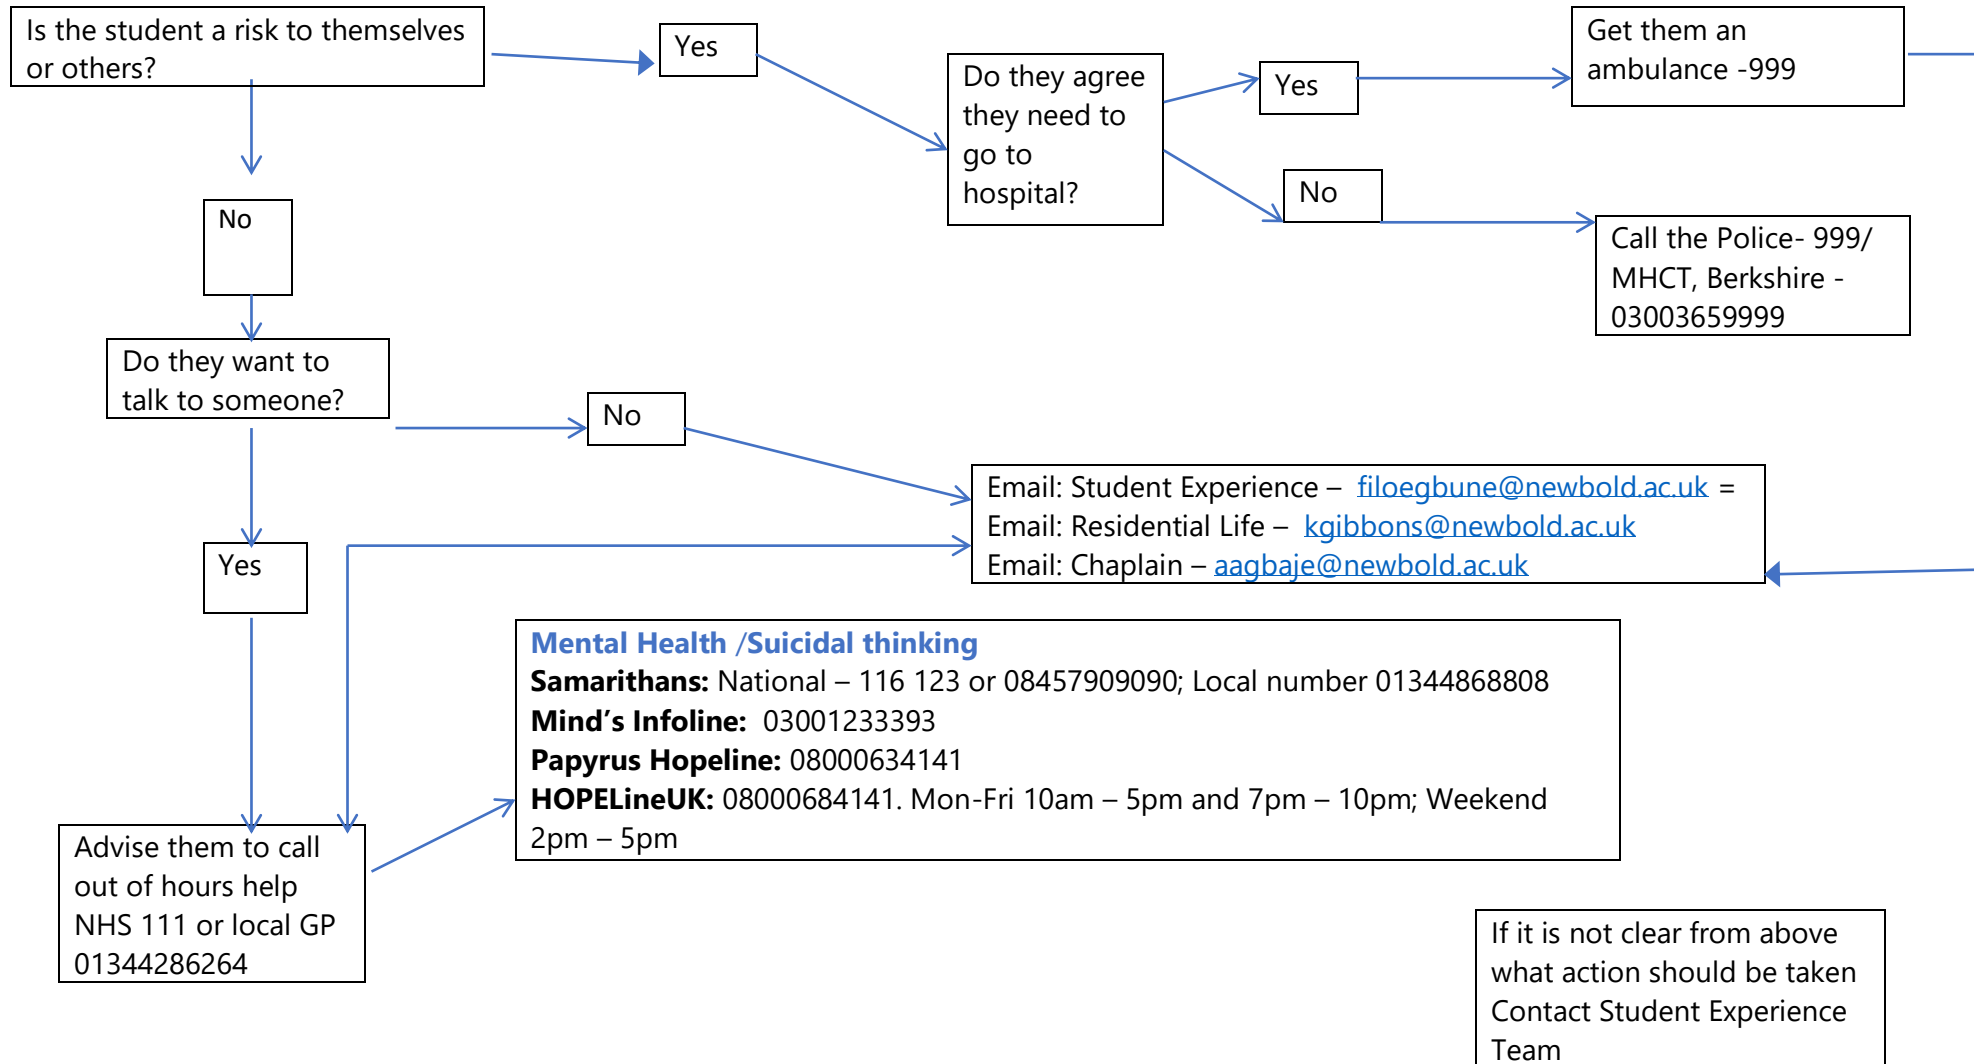 Is the student a risk to themselves
or others?
Yes
Do they agree
they need to
go to
hospital?
Yes
Get them an
ambulance -999
No
Call the Police- 999/
MHCT, Berkshire -
03003659999
No
Do they want to
talk to someone?
No
Email: Student Experience – filoegbune@newbold.ac.uk =
Email: Residential Life – kgibbons@newbold.ac.uk
Email: Chaplain – aagbaje@newbold.ac.uk
Yes
Mental Health /Suicidal thinking
Samarithans: National – 116 123 or 08457909090; Local number 01344868808
Mind’s Infoline: 03001233393
Papyrus Hopeline: 08000634141
HOPELineUK: 08000684141. Mon-Fri 10am – 5pm and 7pm – 10pm; Weekend
2pm – 5pm
Advise them to call
out of hours help
NHS 111 or local GP
01344286264
If it is not clear from above
what action should be taken
Contact Student Experience
Team